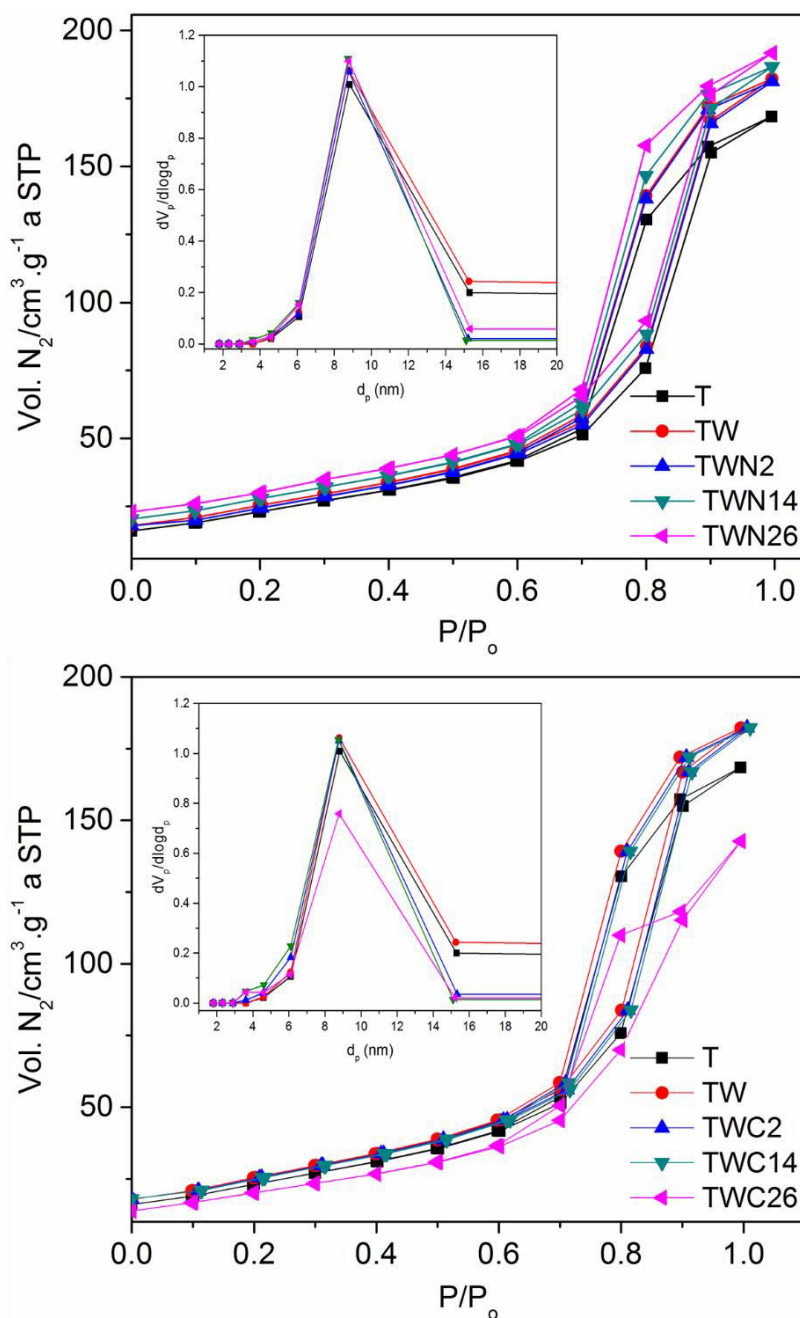 200
150
100
50
Vol. N₂/cm³.g⁻¹ a STP
1.2
1.0
0.8
0.6
0.4
0.2
0.0
dVₚ/dlogdₚ
2 4 6 8 10 12 14 16 18 20
dₚ (nm)
T
TW
TWN2
TWN14
TWN26
0.0 0.2 0.4 0.6 0.8 1.0
P/Pₒ
200
150
100
50
Vol. N₂/cm³.g⁻¹ a STP
1.2
1.0
0.8
0.6
0.4
0.2
0.0
dVₚ/dlogdₚ
2 4 6 8 10 12 14 16 18 20
dₚ (nm)
T
TW
TWC2
TWC14
TWC26
0.0 0.2 0.4 0.6 0.8 1.0
P/Pₒ